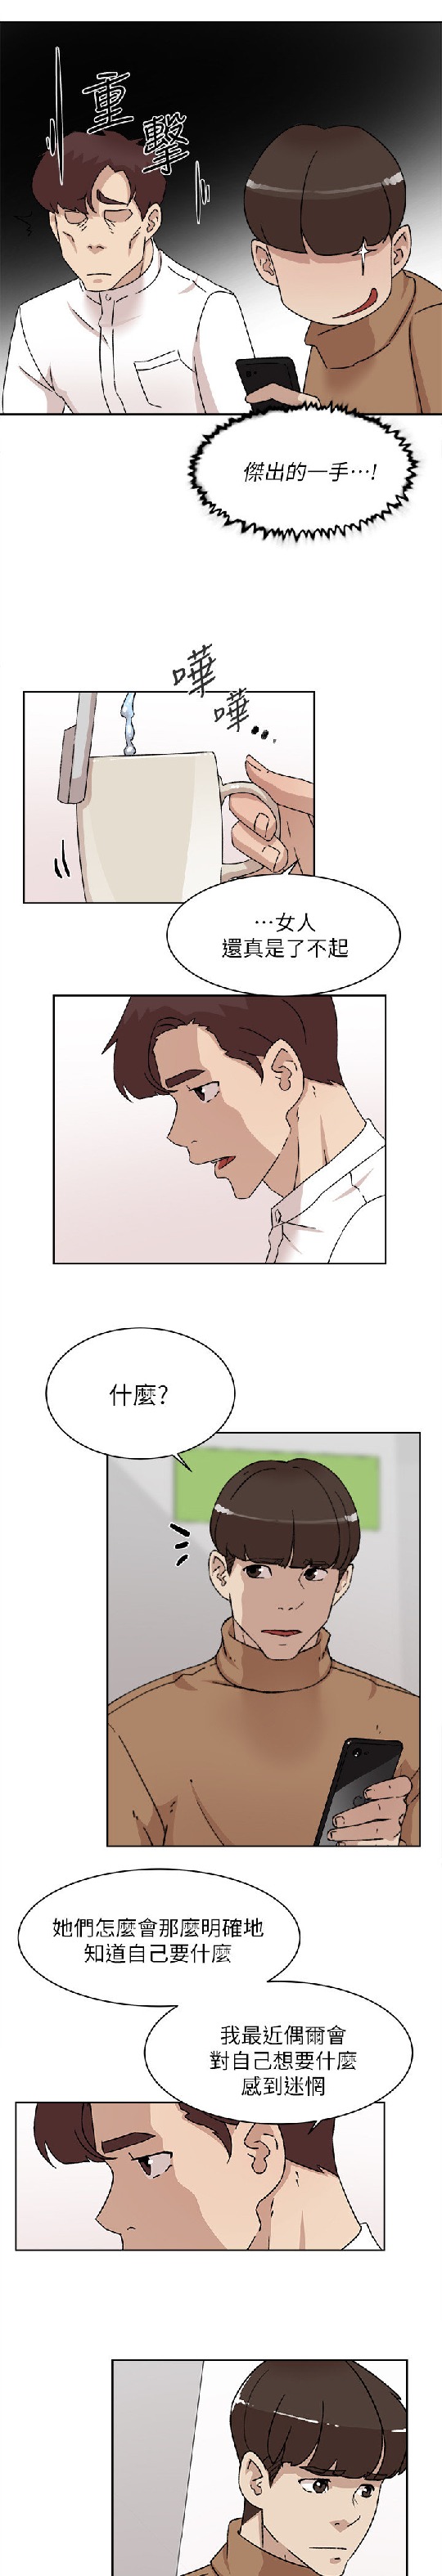 重擊
傑出的一手…!
嘩
嘩…
…女人
還真是了不起
什麼?
她們怎麼會那麼明確地
知道自己要什麼
我最近偶爾會
對自己想要什麼
感到迷惘